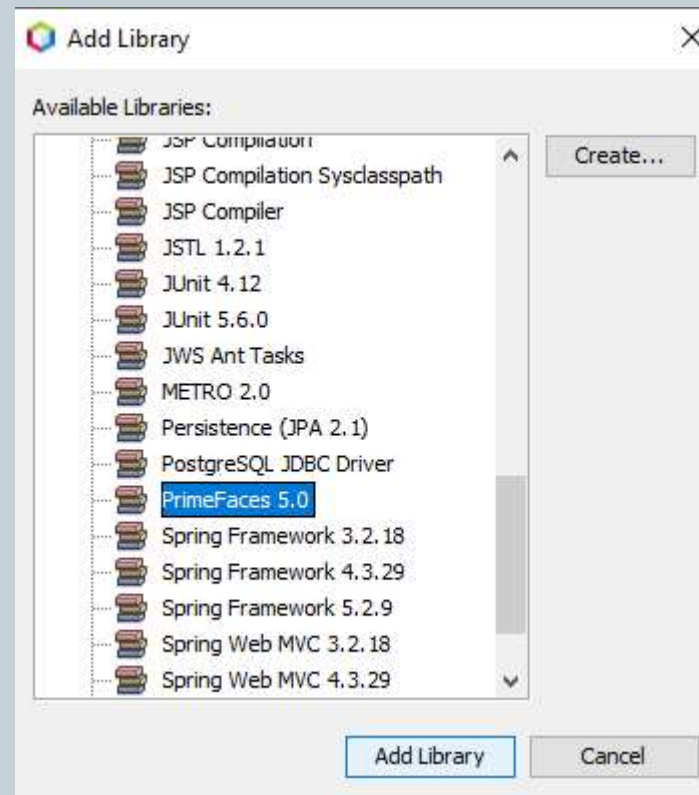 Add Library
Available Libraries:
JSP Compilation
Create...
JSP Compilation Sysclasspath
JSP Compiler
JSTL 1.2.1
JUnit 4.12
JUnit 5.6.0
JWS Ant Tasks
METRO 2.0
Persistence (JPA 2.1)
PostgreSQL JDBC Driver
PrimeFaces 5.0
Spring Framework 3.2.18
Spring Framework 4.3.29
Spring Framework 5.2.9
Spring Web MVC 3.2.18
Spring Web MVC 4.3.29
Add Library
Cancel